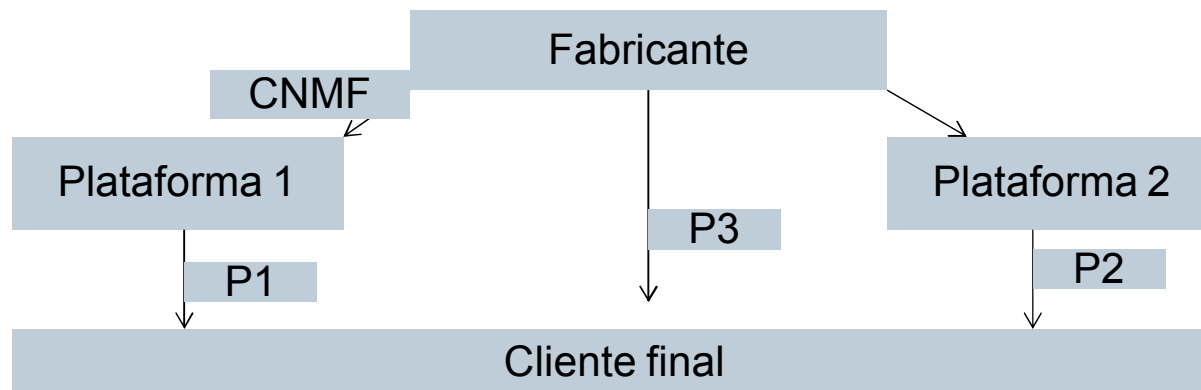 Fabricante
CNMF
Plataforma 1
Plataforma 2
P3
P1
P2
Cliente final